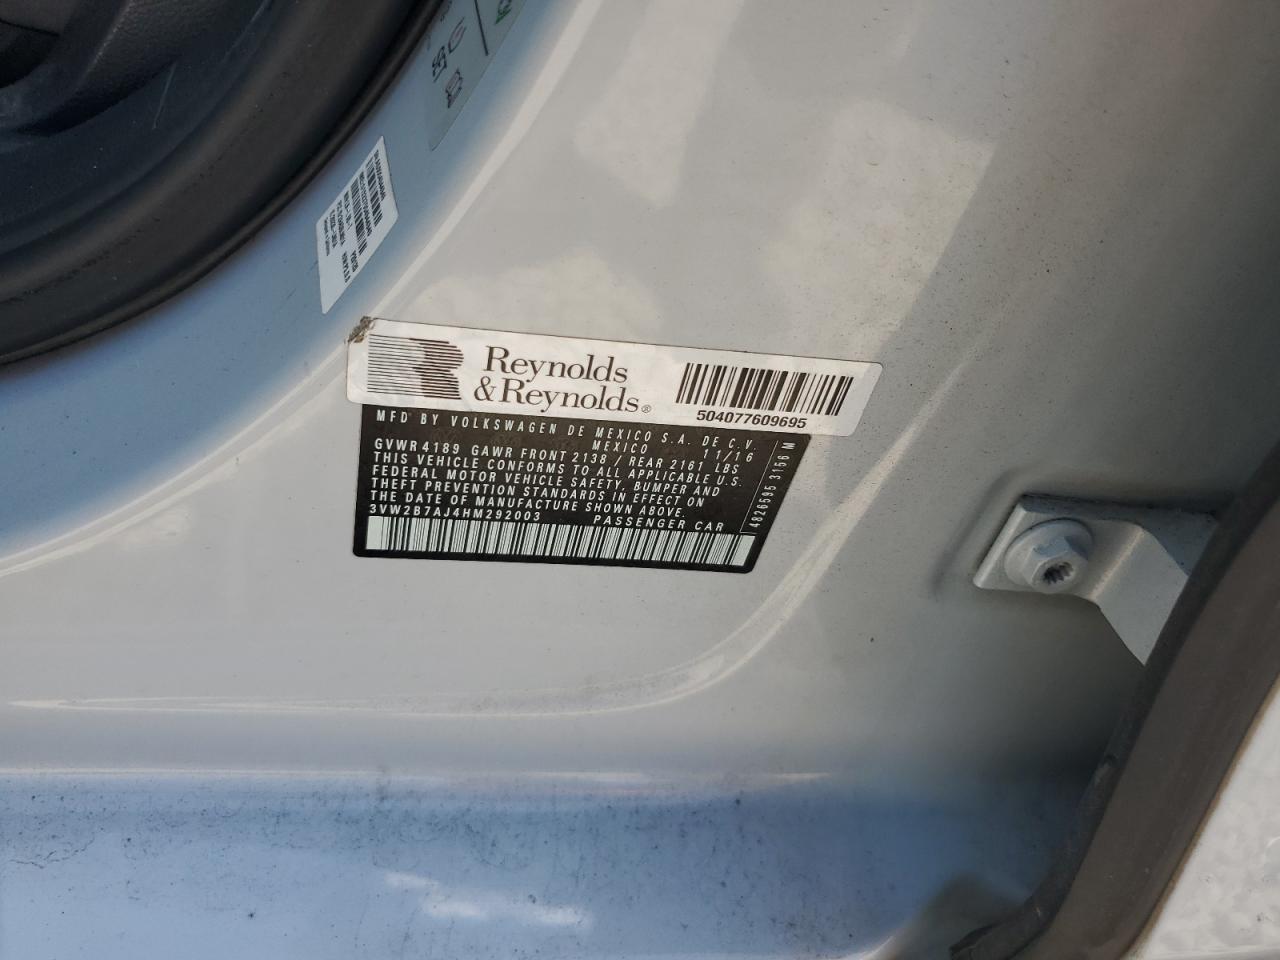 Reynolds
& Reynolds®
504077609695
MFD BY VOLKSWAGEN DE MEXICO S.A. DE C.V.
MEXICO 11/16
GVWR 4189 GAWR FRONT 2138 / REAR 2161 LBS
THIS VEHICLE CONFORMS TO ALL APPLICABLE U.S.
FEDERAL MOTOR VEHICLE SAFETY, BUMPER AND
THEFT PREVENTION STANDARDS IN EFFECT ON
THE DATE OF MANUFACTURE SHOWN ABOVE.
3VW2B7AJ4HM292003 PASSENGER CAR
4826595 3156 M